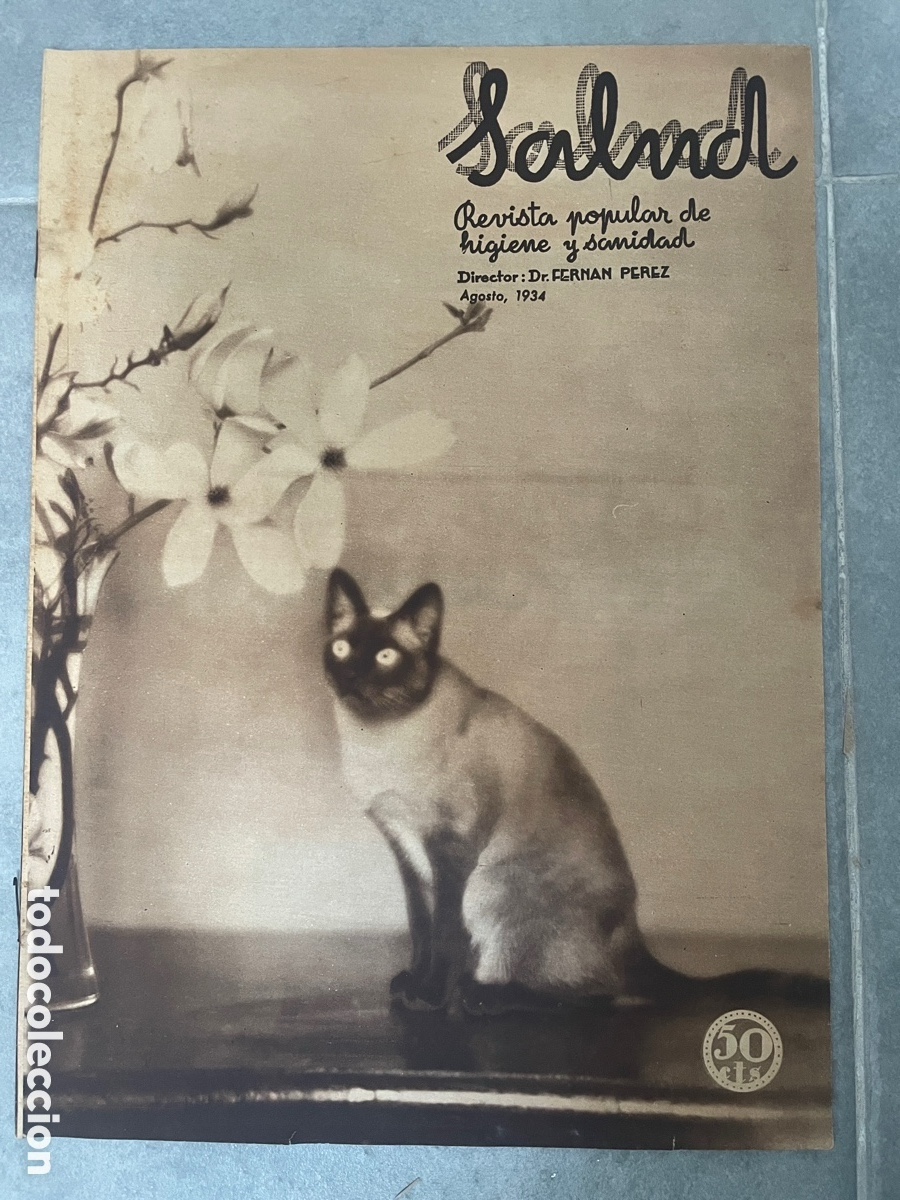 Salud
Revista popular de
higiene y sanidad
Director: Dr. FERNAN PEREZ
Agosto, 1934
50
cts
todocoleccion